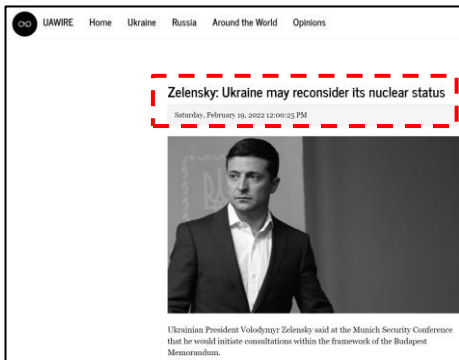 UAWIRE Home Ukraine Russia Around the World Opinions
Zelensky: Ukraine may reconsider its nuclear status
Saturday, February 19, 2022 12:00:25 PM
Ukrainian President Volodymyr Zelensky said at the Munich Security Conference
that he would initiate consultations within the framework of the Budapest
Memorandum.